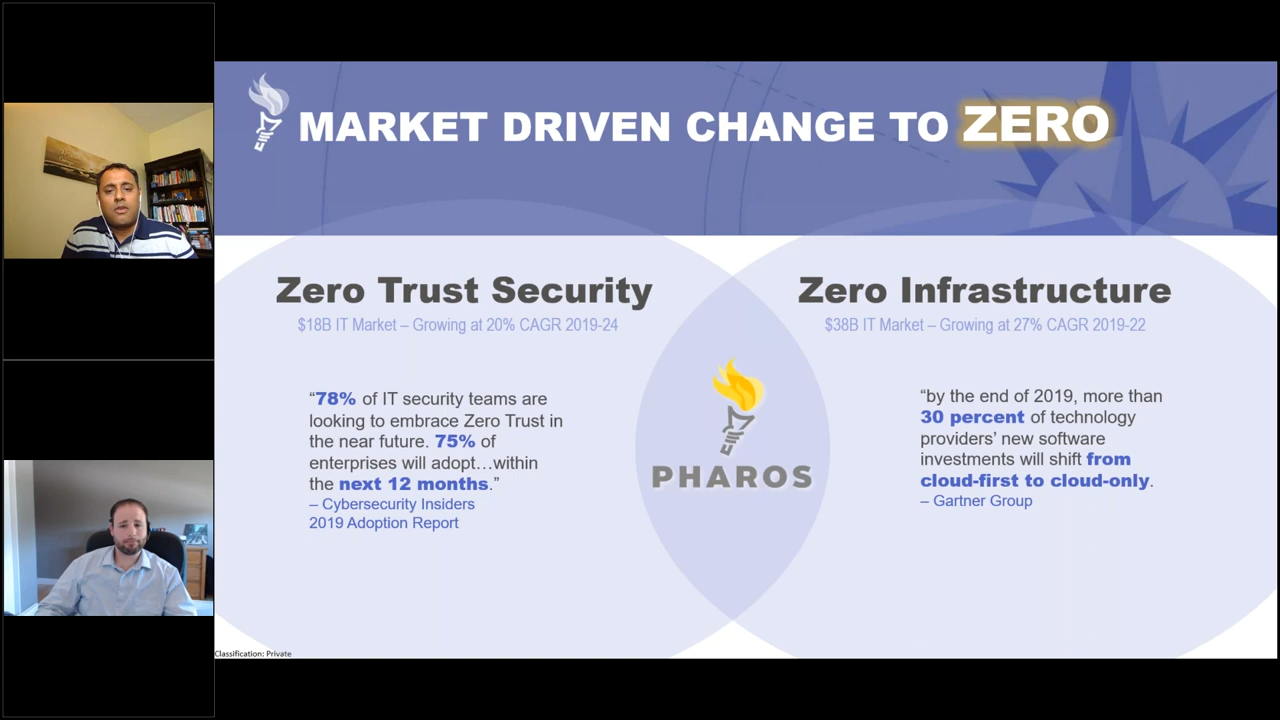 MARKET DRIVEN CHANGE TO ZERO
Zero Trust Security
$18B IT Market – Growing at 20% CAGR 2019-24
“78% of IT security teams are
looking to embrace Zero Trust in
the near future. 75% of
enterprises will adopt…within
the next 12 months.”
– Cybersecurity Insiders
2019 Adoption Report
PHAROS
Zero Infrastructure
$38B IT Market – Growing at 27% CAGR 2019-22
“by the end of 2019, more than
30 percent of technology
providers’ new software
investments will shift from
cloud-first to cloud-only.
– Gartner Group
Classification: Private